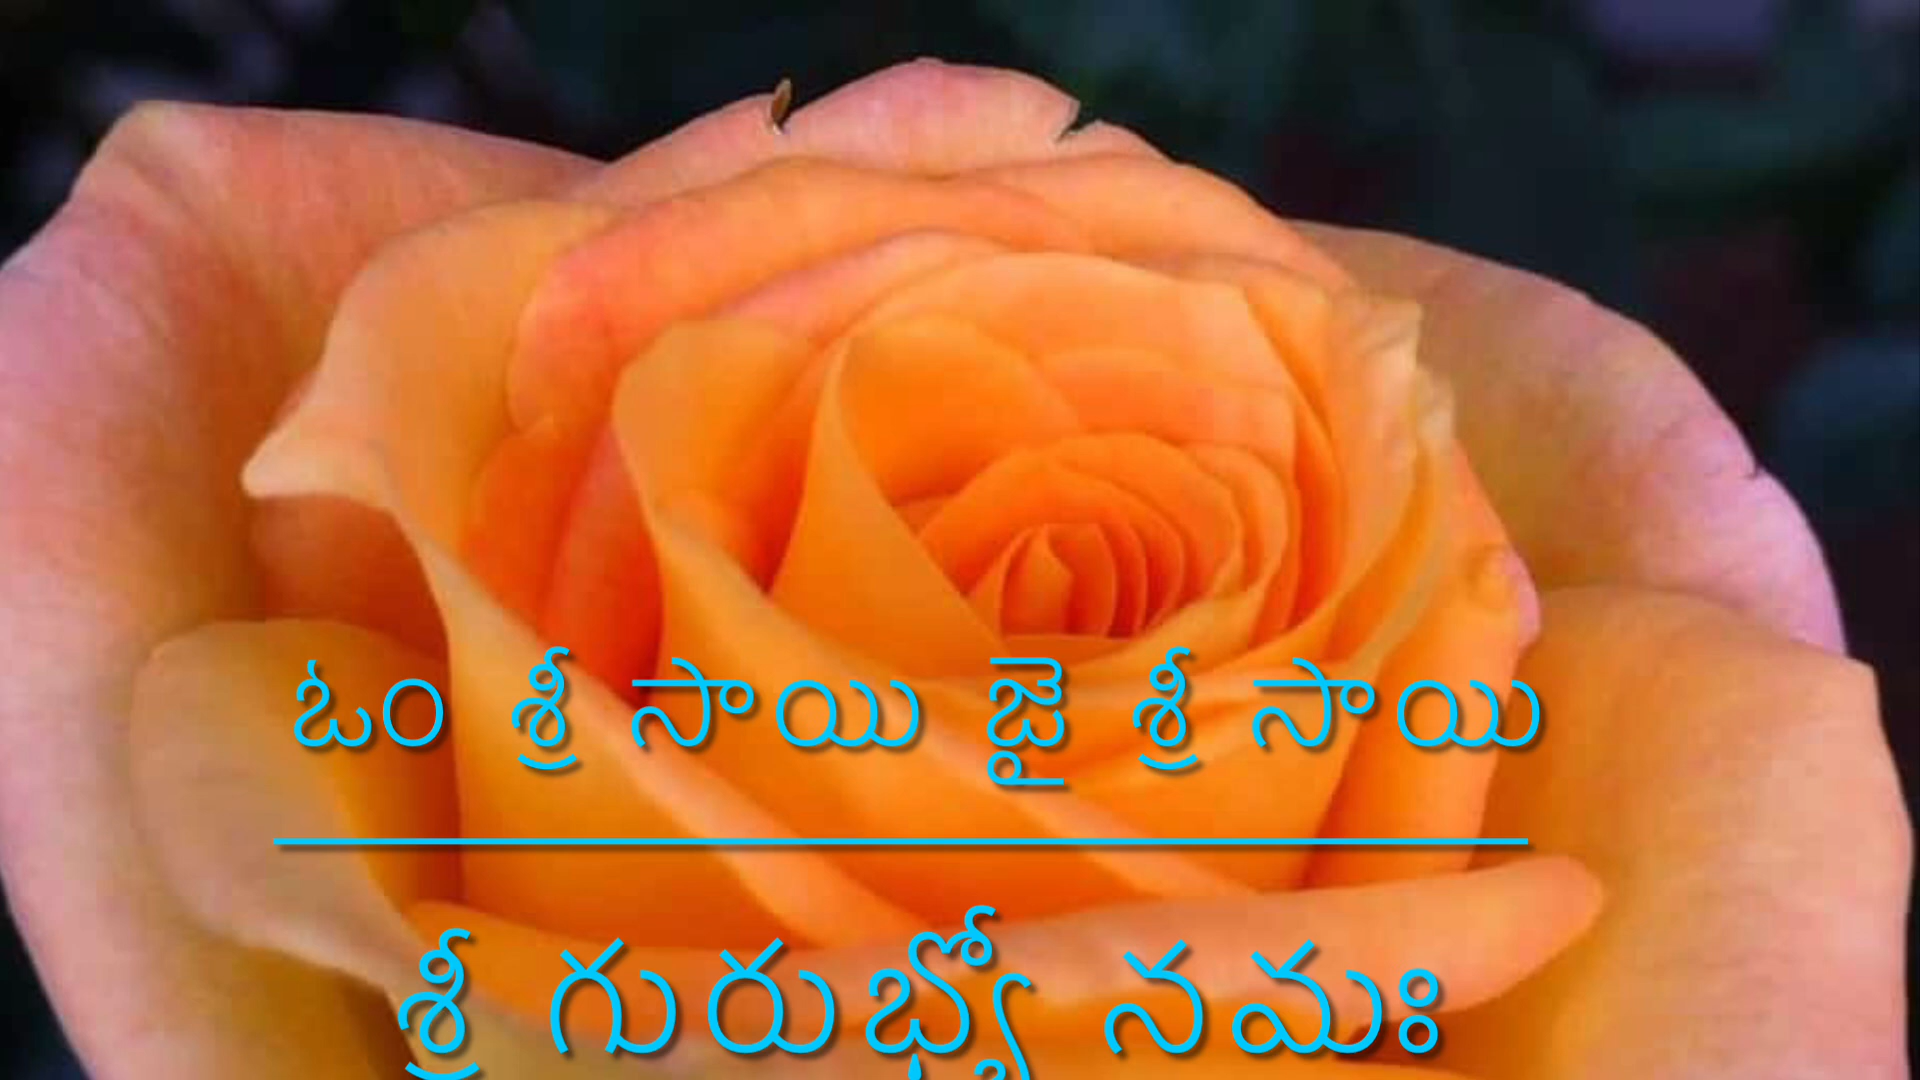 ఓం శ్రీ సాయి జై శ్రీ సాయి
శ్రీ గురుభ్యో నమః